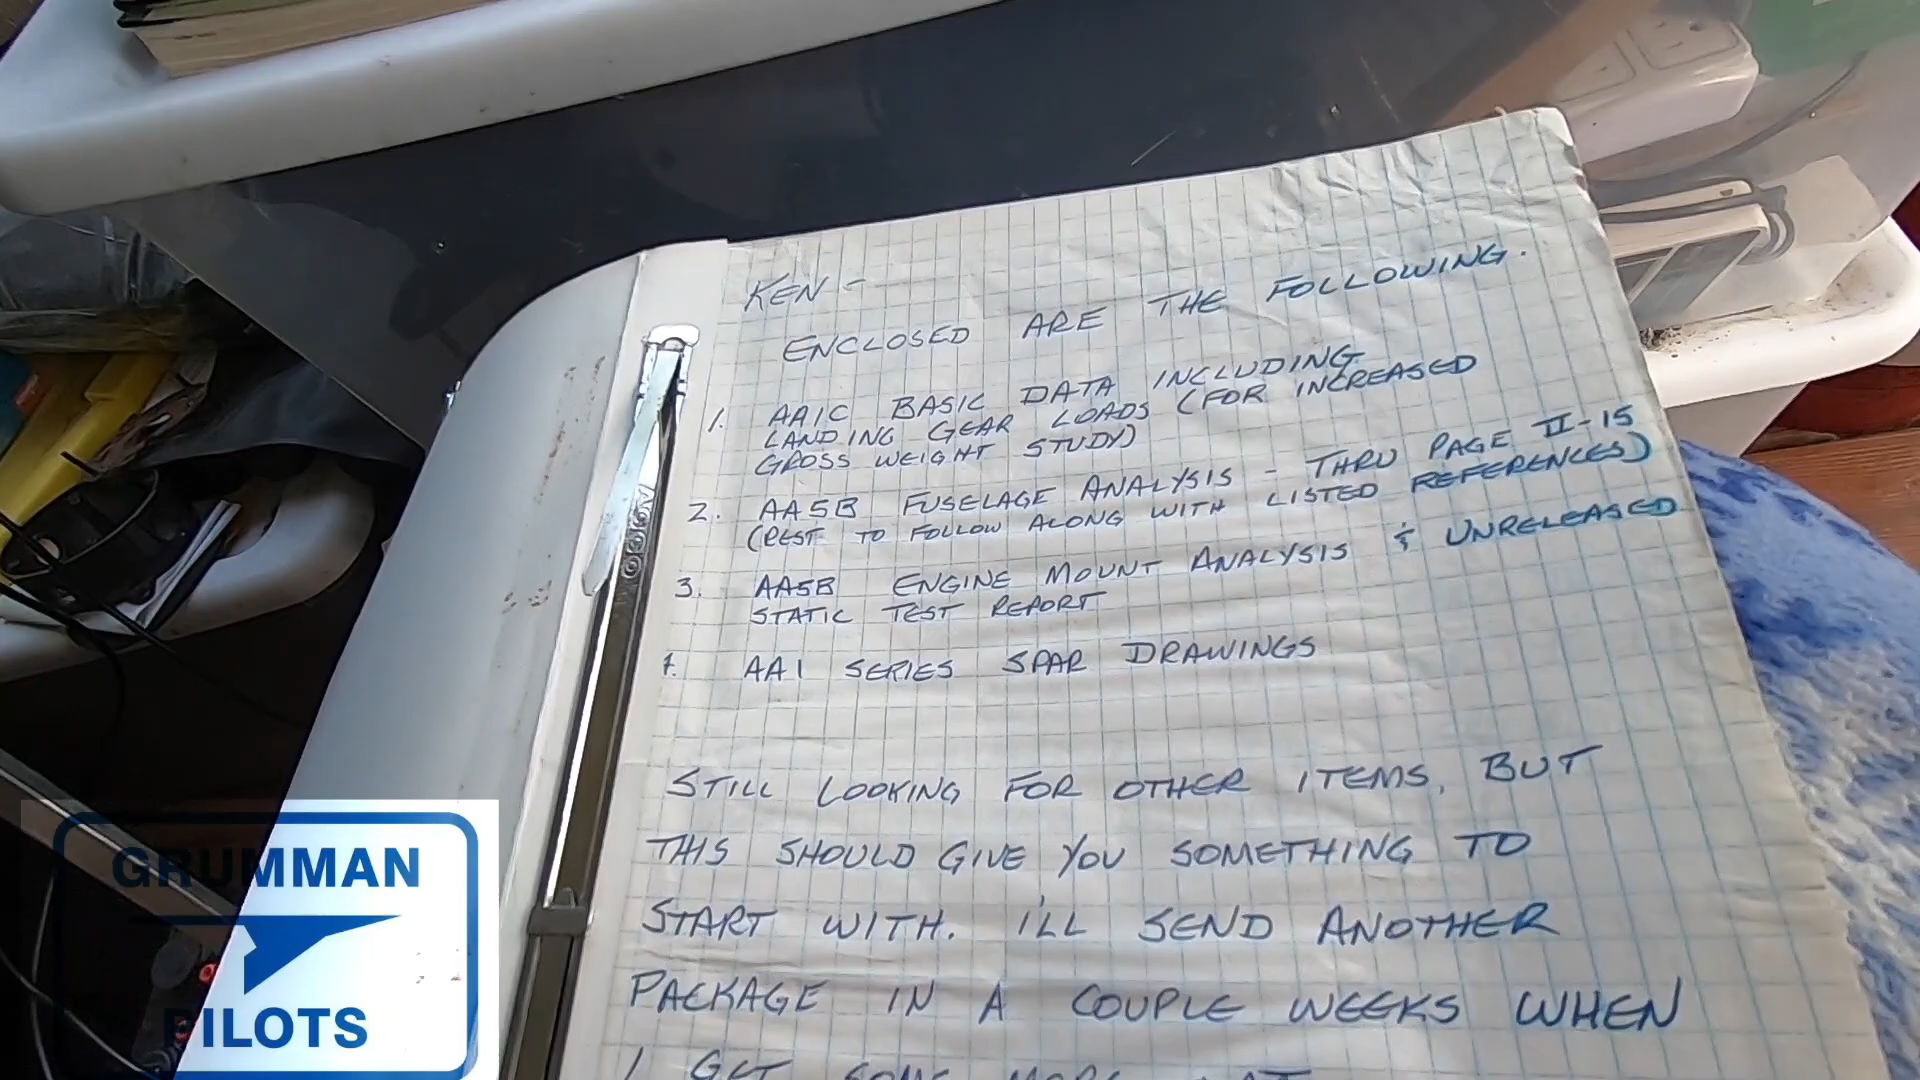 KEN -
ENCLOSED ARE THE FOLLOWING.
1. AA1C BASIC DATA INCLUDING
LANDING GEAR LOADS (FOR INCREASED
GROSS WEIGHT STUDY)
2. AA5B FUSELAGE ANALYSIS - THRU PAGE II-15
(REST TO FOLLOW ALONG WITH LISTED REFERENCES)
3. AA5B ENGINE MOUNT ANALYSIS & UNRELEASED
STATIC TEST REPORT
4. AA1 SERIES SPAR DRAWINGS
STILL LOOKING FOR OTHER ITEMS, BUT
THIS SHOULD GIVE YOU SOMETHING TO
START WITH. I'LL SEND ANOTHER
PACKAGE IN A COUPLE WEEKS WHEN
I GET SOME MORE
GRUMMAN
PILOTS